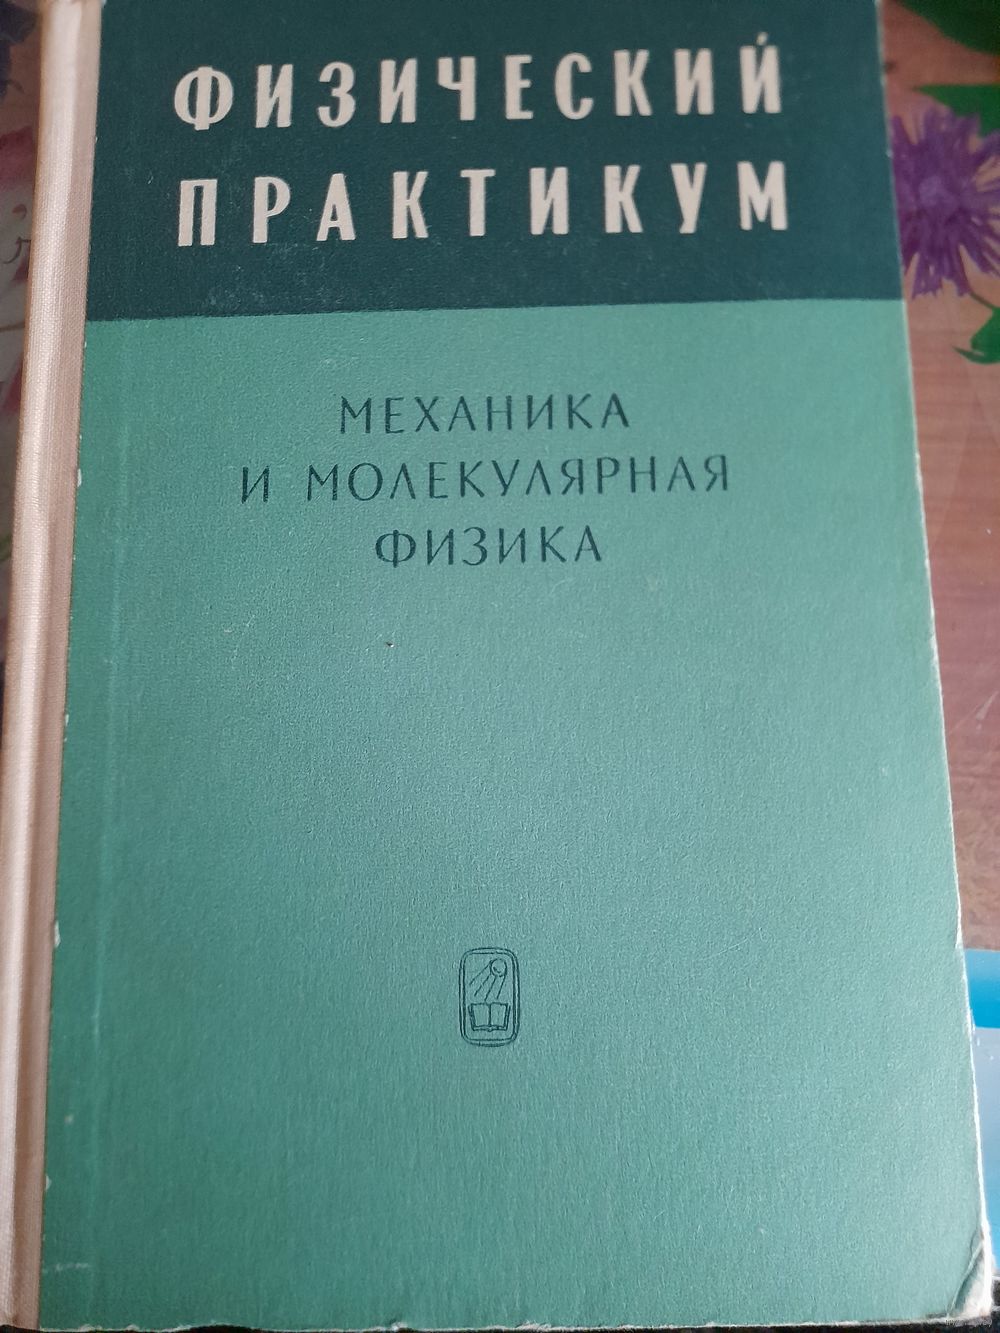 ФИЗИЧЕСКИЙ
ПРАКТИКУМ
МЕХАНИКА
И МОЛЕКУЛЯРНАЯ
ФИЗИКА